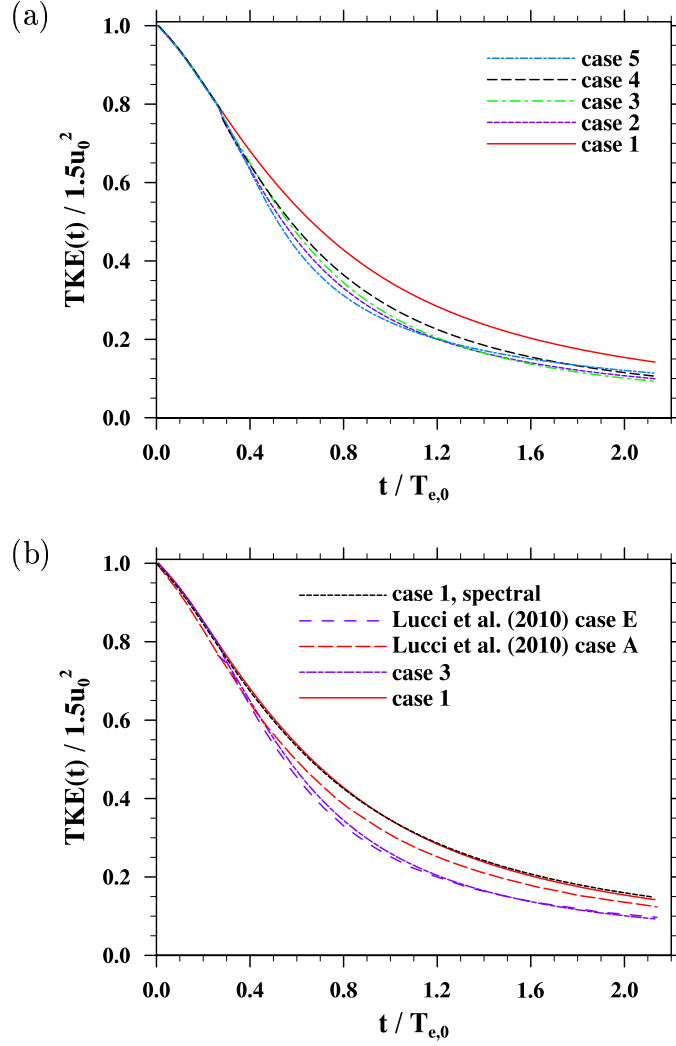 (a)
1.0
0.8
0.6
0.4
0.2
0.0
TKE(t) / 1.5u₀²
case 5
case 4
case 3
case 2
case 1
0.0 0.4 0.8 1.2 1.6 2.0
t / Tₑ,₀
(b)
1.0
0.8
0.6
0.4
0.2
0.0
TKE(t) / 1.5u₀²
case 1, spectral
Lucci et al. (2010) case E
Lucci et al. (2010) case A
case 3
case 1
0.0 0.4 0.8 1.2 1.6 2.0
t / Tₑ,₀